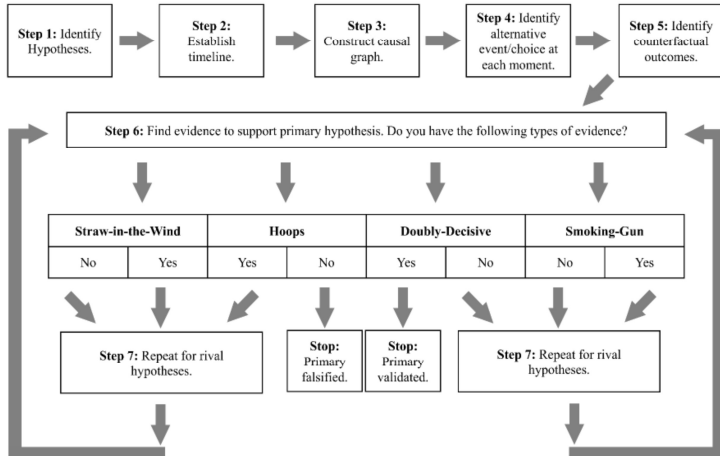 Step 1: Identify
Hypotheses.
Step 2:
Establish
timeline.
Step 3:
Construct causal
graph.
Step 4: Identify
alternative
event/choice at
each moment.
Step 5: Identify
counterfactual
outcomes.
Step 6: Find evidence to support primary hypothesis. Do you have the following types of evidence?
Straw-in-the-Wind Hoops Doubly-Decisive Smoking-Gun
No Yes Yes No Yes No No Yes
Step 7: Repeat for rival
hypotheses.
Stop:
Primary
falsified.
Stop:
Primary
validated.
Step 7: Repeat for rival
hypotheses.